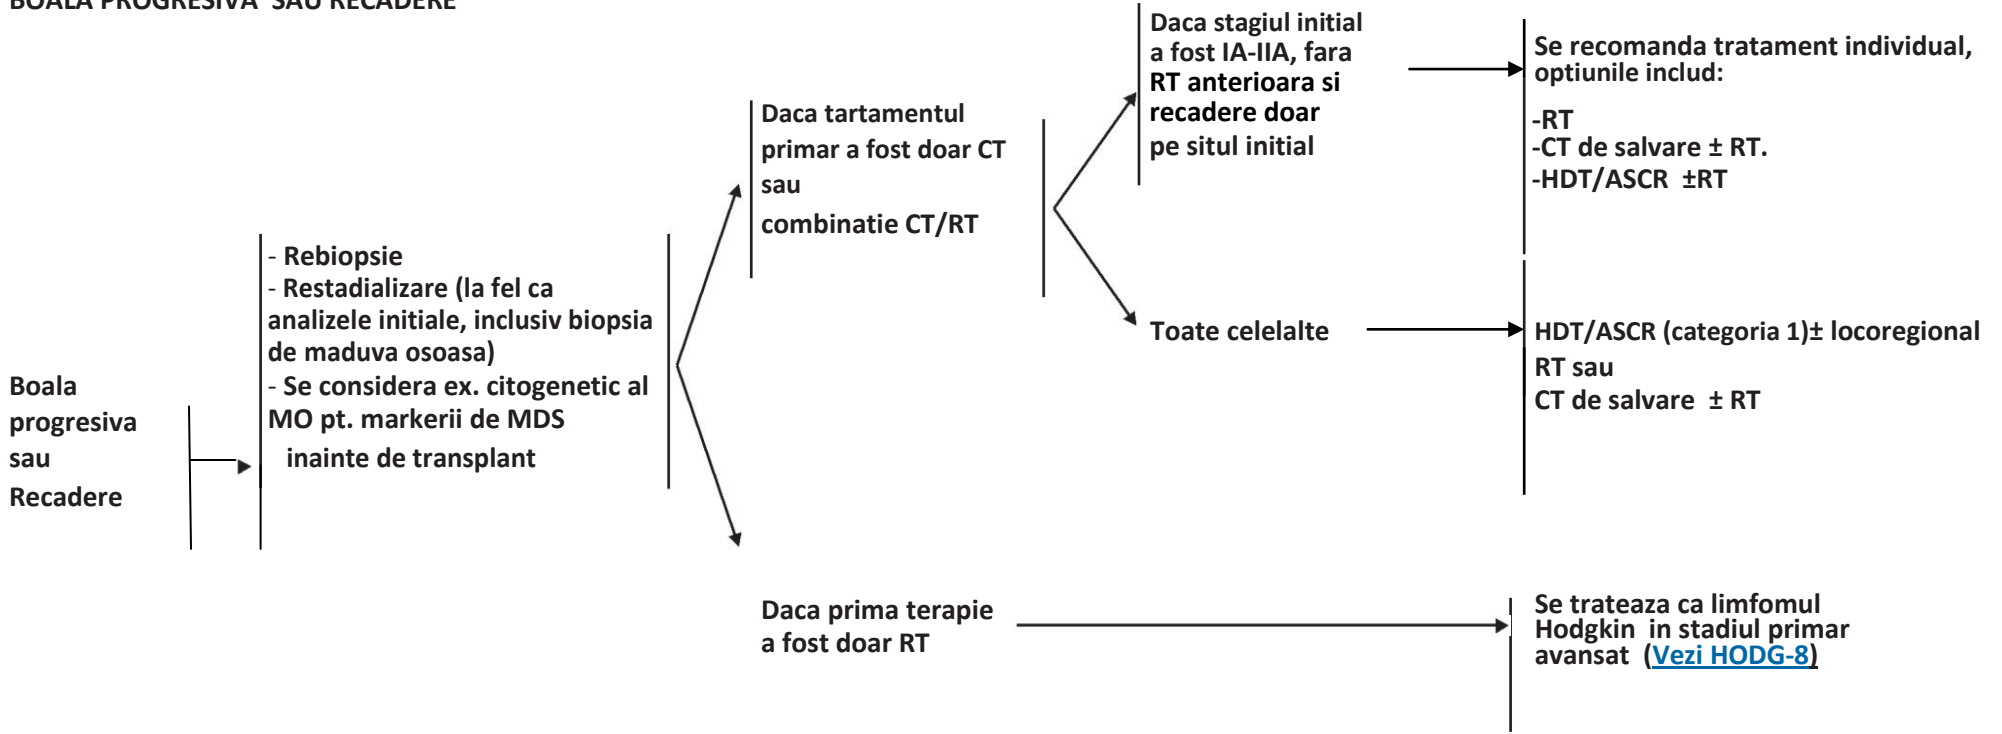 BOALA PROGRESIVA SAU RECADERE
Boala
progresiva
sau
Recadere
- Rebiopsie
- Restadializare (la fel ca
analizele initiale, inclusiv biopsia
de maduva osoasa)
- Se considera ex. citogenetic al
MO pt. markerii de MDS
inainte de transplant
Daca tartamentul
primar a fost doar CT
sau
combinatie CT/RT
Daca stagiul initial
a fost IA-IIA, fara
RT anterioara si
recadere doar
pe situl initial
Se recomanda tratament individual,
optiunile includ:
-RT
-CT de salvare ± RT.
-HDT/ASCR ±RT
Toate celelalte
HDT/ASCR (categoria 1)± locoregional
RT sau
CT de salvare ± RT
Daca prima terapie
a fost doar RT
Se trateaza ca limfomul
Hodgkin in stadiul primar
avansat (Vezi HODG-8)